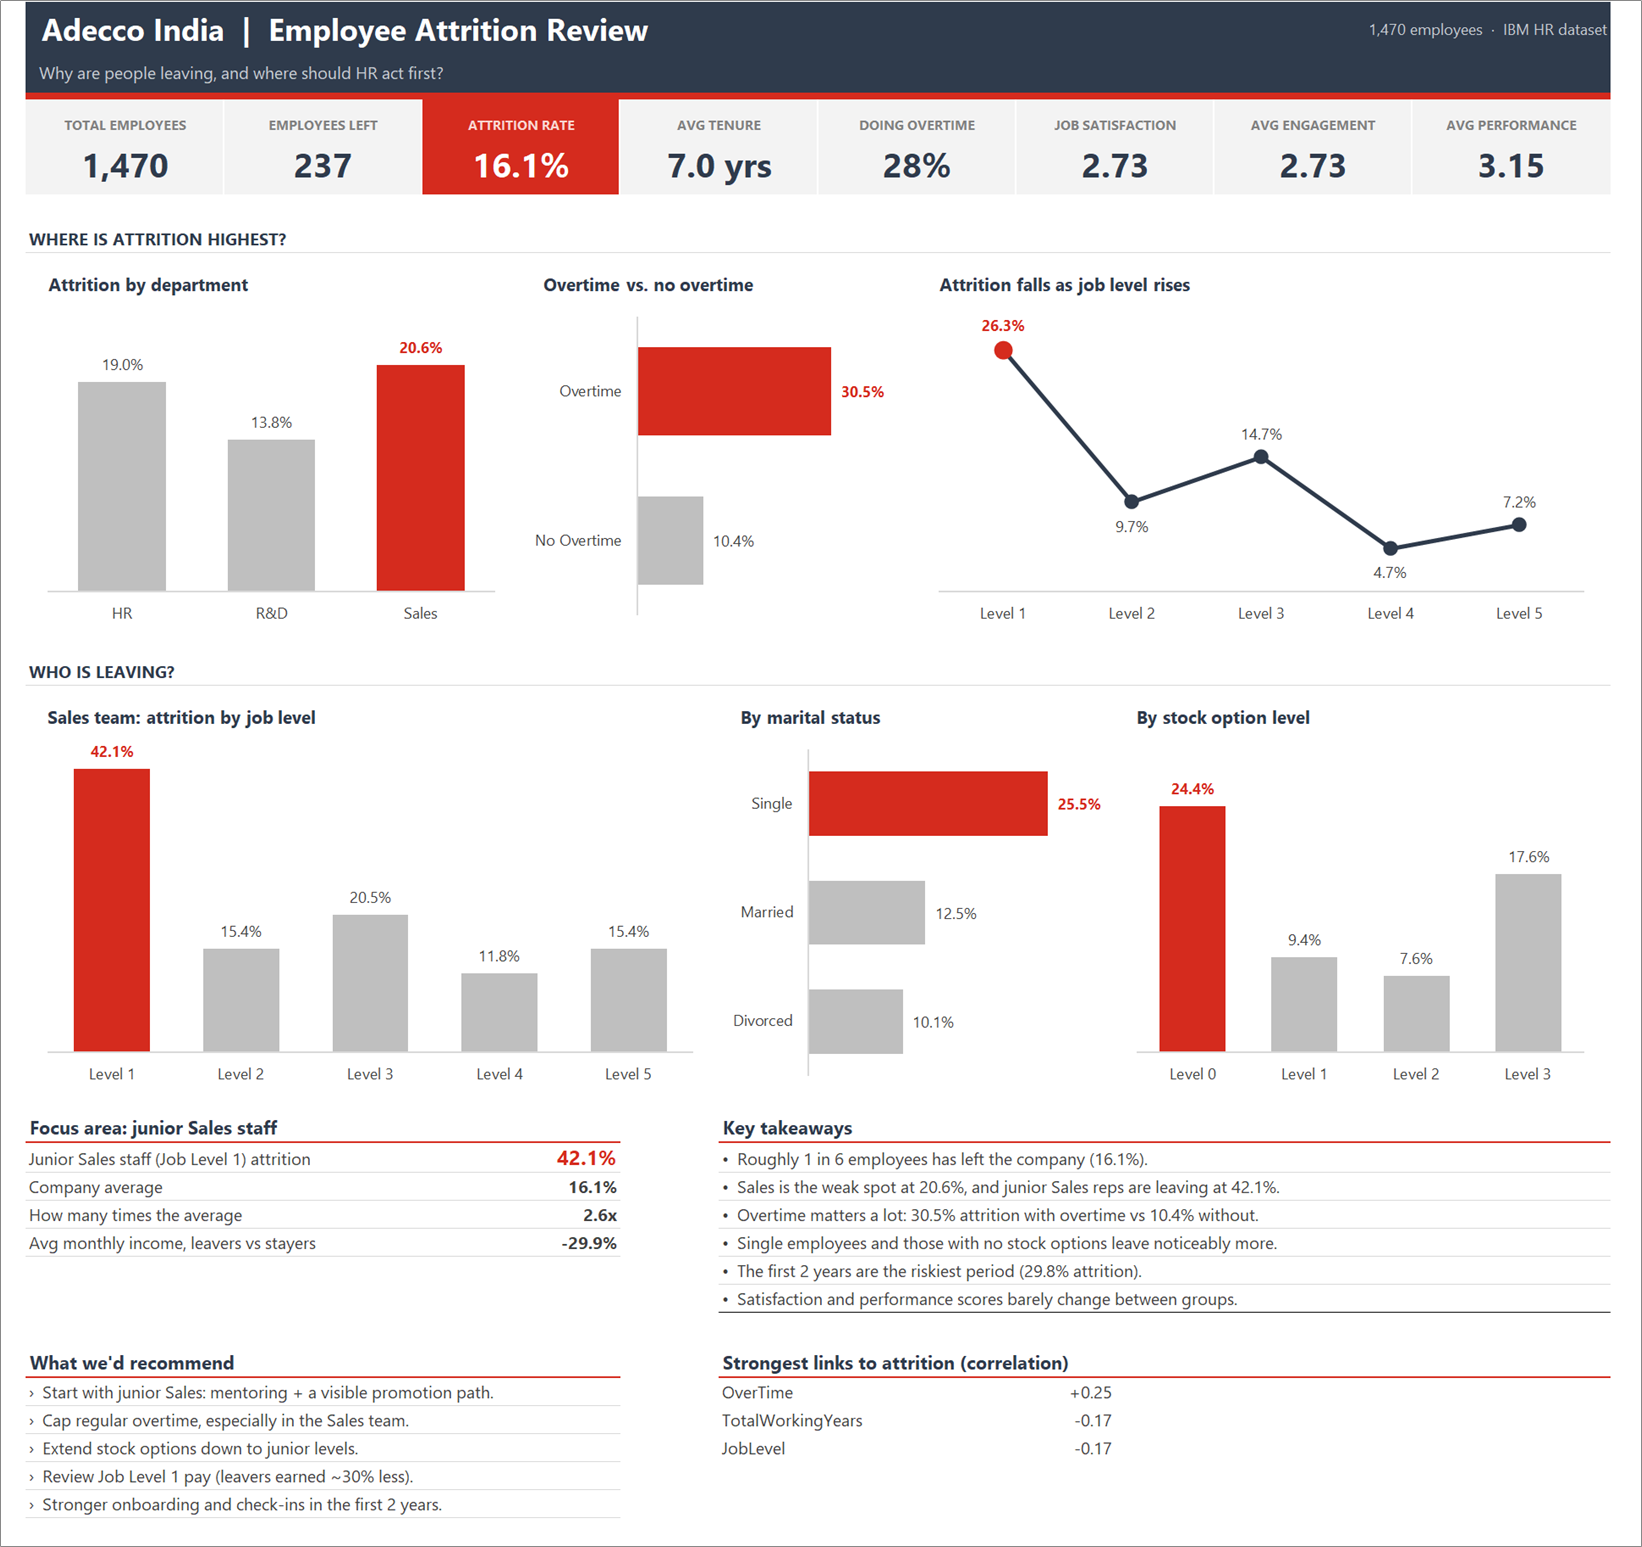 Adecco India | Employee Attrition Review
1,470 employees · IBM HR dataset
Why are people leaving, and where should HR act first?
TOTAL EMPLOYEES
1,470
EMPLOYEES LEFT
237
ATTRITION RATE
16.1%
AVG TENURE
7.0 yrs
DOING OVERTIME
28%
JOB SATISFACTION
2.73
AVG ENGAGEMENT
2.73
AVG PERFORMANCE
3.15
WHERE IS ATTRITION HIGHEST?
Attrition by department
19.0%
13.8%
20.6%
HR
R&D
Sales
Overtime vs. no overtime
Overtime
30.5%
No Overtime
10.4%
Attrition falls as job level rises
26.3%
9.7%
14.7%
4.7%
7.2%
Level 1
Level 2
Level 3
Level 4
Level 5
WHO IS LEAVING?
Sales team: attrition by job level
42.1%
15.4%
20.5%
11.8%
15.4%
Level 1
Level 2
Level 3
Level 4
Level 5
By marital status
Single
25.5%
Married
12.5%
Divorced
10.1%
By stock option level
24.4%
9.4%
7.6%
17.6%
Level 0
Level 1
Level 2
Level 3
Focus area: junior Sales staff
Junior Sales staff (Job Level 1) attrition 42.1%
Company average 16.1%
How many times the average 2.6x
Avg monthly income, leavers vs stayers -29.9%
Key takeaways
• Roughly 1 in 6 employees has left the company (16.1%).
• Sales is the weak spot at 20.6%, and junior Sales reps are leaving at 42.1%.
• Overtime matters a lot: 30.5% attrition with overtime vs 10.4% without.
• Single employees and those with no stock options leave noticeably more.
• The first 2 years are the riskiest period (29.8% attrition).
• Satisfaction and performance scores barely change between groups.
What we'd recommend
› Start with junior Sales: mentoring + a visible promotion path.
› Cap regular overtime, especially in the Sales team.
› Extend stock options down to junior levels.
› Review Job Level 1 pay (leavers earned ~30% less).
› Stronger onboarding and check-ins in the first 2 years.
Strongest links to attrition (correlation)
OverTime +0.25
TotalWorkingYears -0.17
JobLevel -0.17